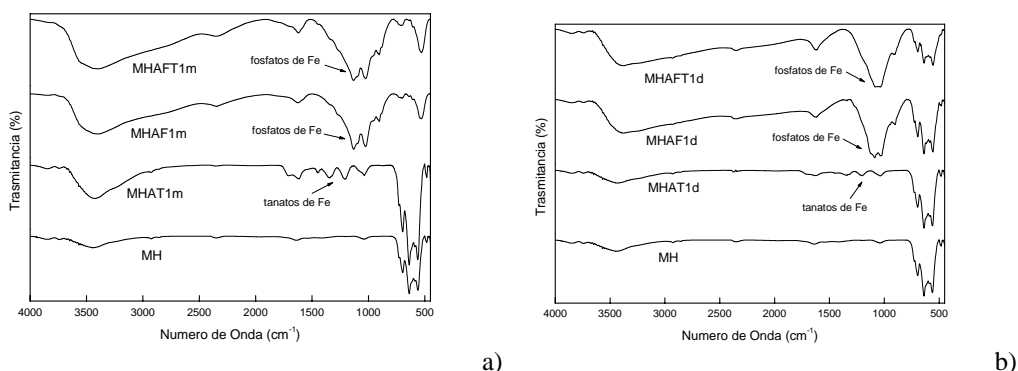 MHAFT1m
fosfatos de Fe
MHAF1m
fosfatos de Fe
MHAT1m
tanatos de Fe
MH
Trasmitancia (%)
4000 3500 3000 2500 2000 1500 1000 500
Numero de Onda (cm-1)
a)
MHAFT1d
fosfatos de Fe
MHAF1d
fosfatos de Fe
MHAT1d
tanatos de Fe
MH
Trasmitancia (%)
4000 3500 3000 2500 2000 1500 1000 500
Numero de Onda (cm-1)
b)